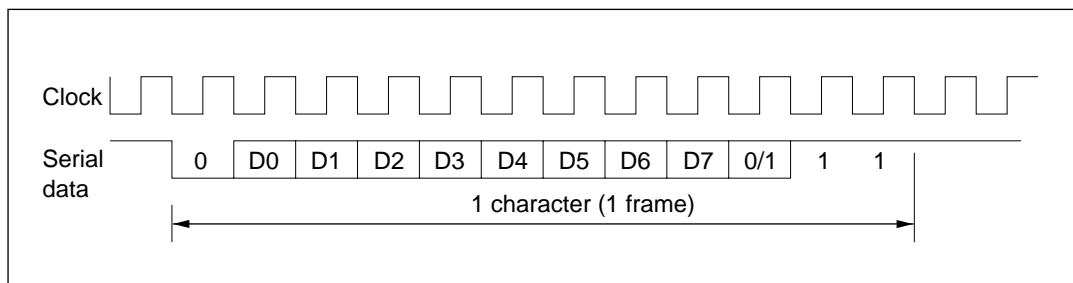 Clock
Serial
data
0 D0 D1 D2 D3 D4 D5 D6 D7 0/1 1 1
1 character (1 frame)